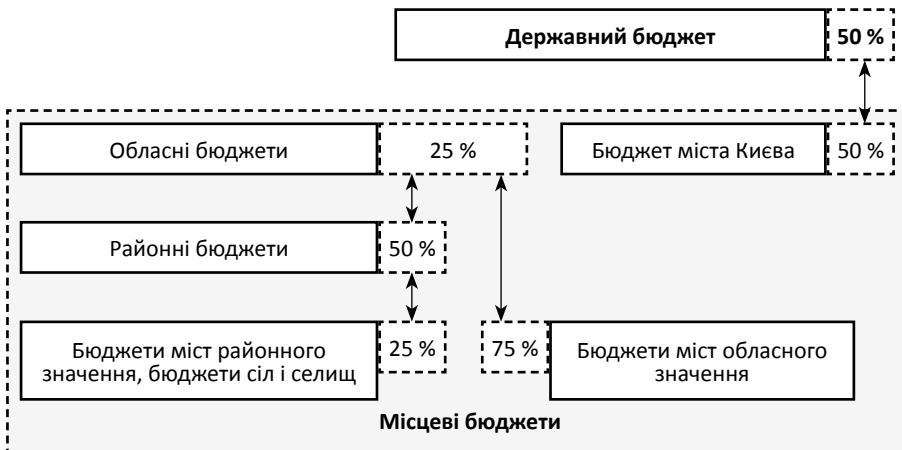 Державний бюджет
50 %
Обласні бюджети
25 %
Бюджет міста Києва
50 %
Районні бюджети
50 %
Бюджети міст районного
значення, бюджети сіл і селищ
25 %
75 %
Бюджети міст обласного
значення
Місцеві бюджети